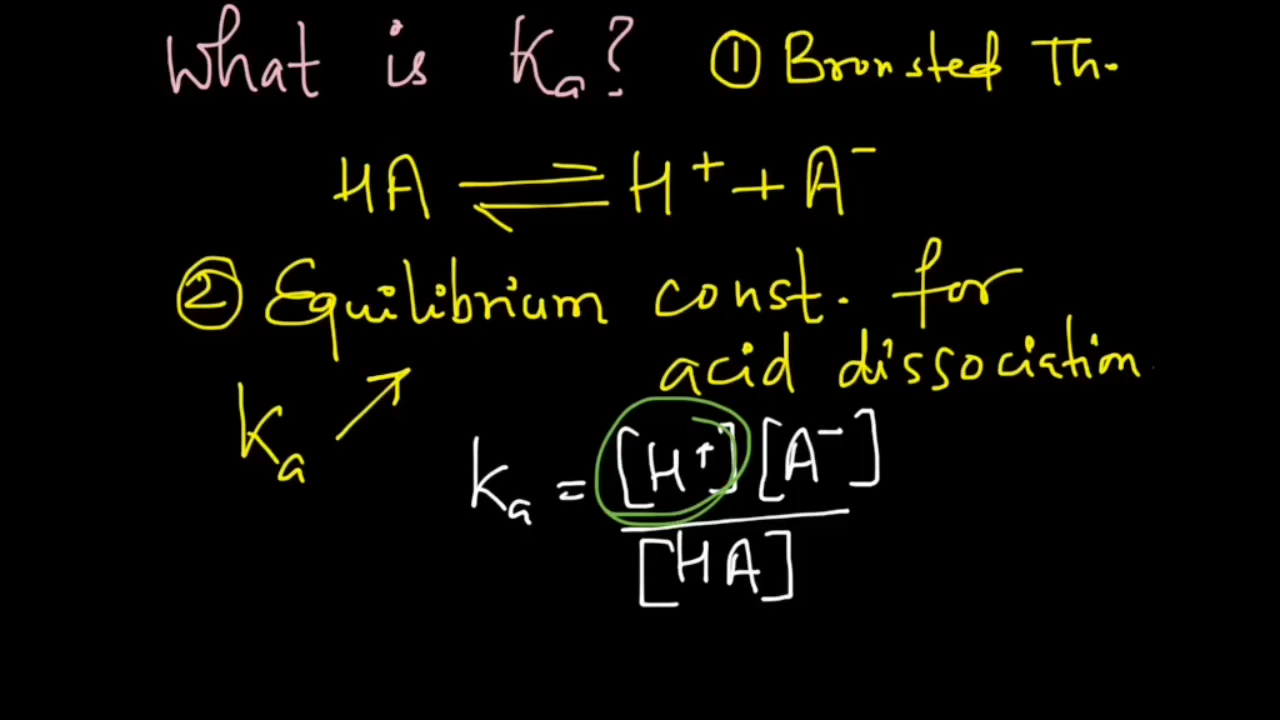 What is Ka? ① Bronsted Th.
HA ⇌ H⁺ + A⁻
② Equilibrium const. for
acid dissociation
Ka
Ka = [H⁺][A⁻]
[HA]